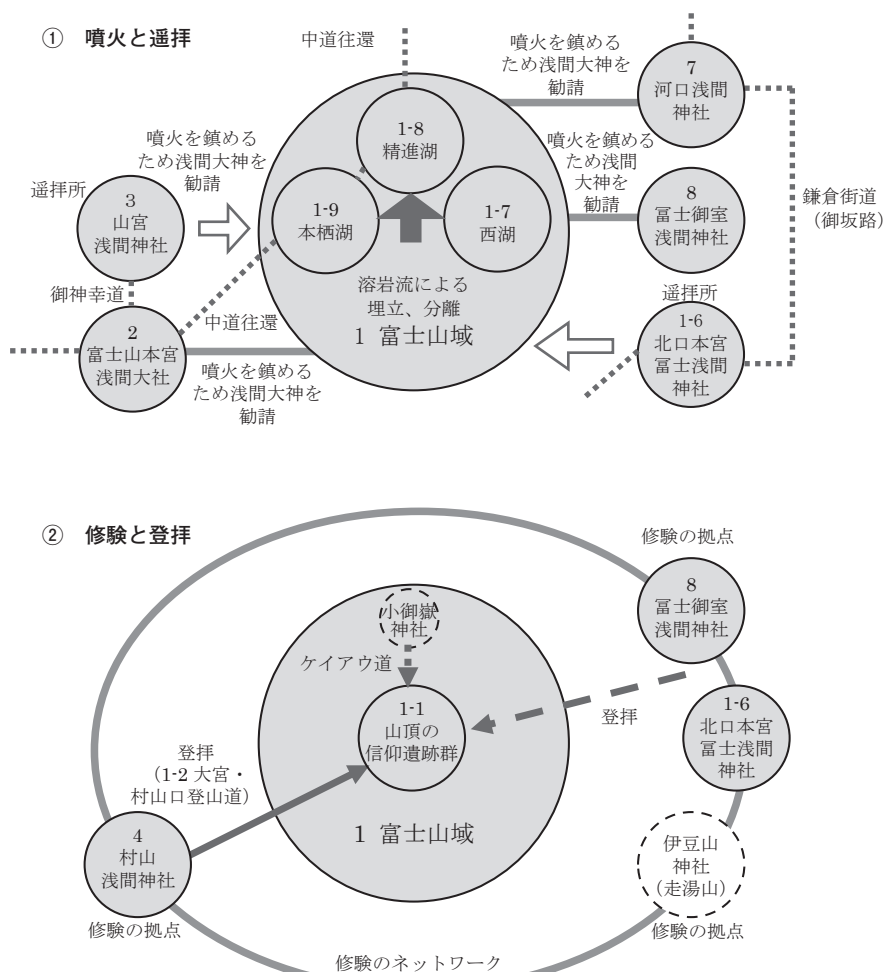 ① 噴火と遥拝
中道往還
噴火を鎮める
ため浅間大神を
勧請
7
河口浅間
神社
1-8
精進湖
噴火を鎮める
ため浅間大神を
勧請
噴火を鎮める
ため浅間
大神を
勧請
遥拝所
3
山宮
浅間神社
1-9
本栖湖
1-7
西湖
8
冨士御室
浅間神社
鎌倉街道
(御坂路)
溶岩流による
埋立、分離
1 富士山域
御神幸道
中道往還
遥拝所
1-6
北口本宮
冨士浅間
神社
2
富士山本宮
浅間大社
噴火を鎮める
ため浅間大神を
勧請
② 修験と登拝
修験の拠点
8
冨士御室
浅間神社
小御嶽
神社
ケイアウ道
1-1
山頂の
信仰遺跡群
登拝
1-6
北口本宮
冨士浅間
神社
登拝
(1-2 大宮・
村山口登山道)
1 富士山域
4
村山
浅間神社
伊豆山
神社
(走湯山)
修験の拠点
修験の拠点
修験のネットワーク